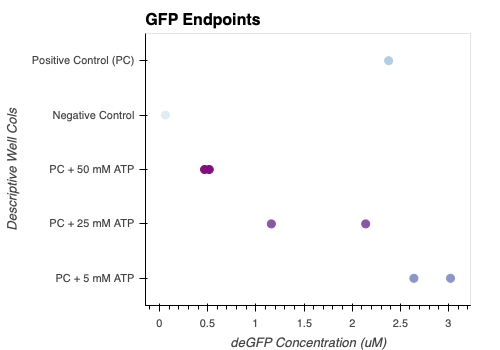 GFP Endpoints
Descriptive Well Cols
Positive Control (PC)
Negative Control
PC + 50 mM ATP
PC + 25 mM ATP
PC + 5 mM ATP
0 0.5 1 1.5 2 2.5 3
deGFP Concentration (uM)